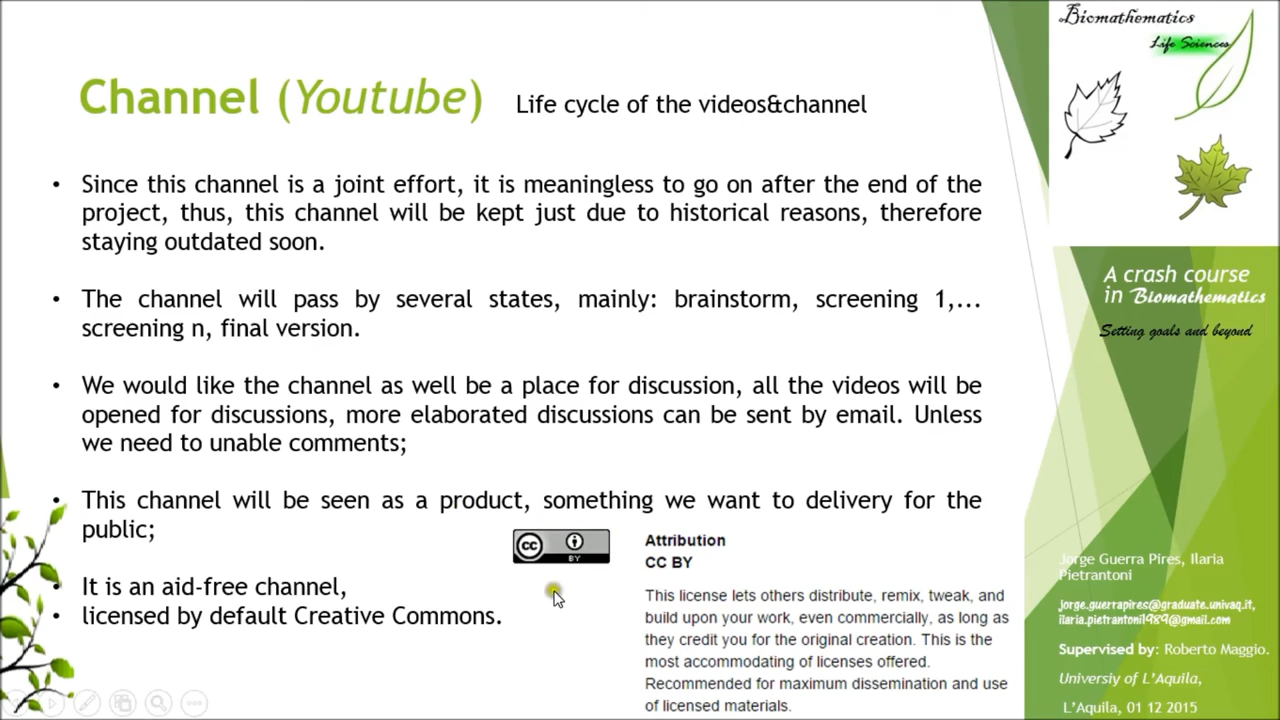 Biomathematics
Life Sciences
Channel (Youtube) Life cycle of the videos&channel
• Since this channel is a joint effort, it is meaningless to go on after the end of the
project, thus, this channel will be kept just due to historical reasons, therefore
staying outdated soon.
• The channel will pass by several states, mainly: brainstorm, screening 1,...
screening n, final version.
• We would like the channel as well be a place for discussion, all the videos will be
opened for discussions, more elaborated discussions can be sent by email. Unless
we need to unable comments;
• This channel will be seen as a product, something we want to delivery for the
public;
• It is an aid-free channel,
• licensed by default Creative Commons.
cc BY
Attribution
CC BY
This license lets others distribute, remix, tweak, and
build upon your work, even commercially, as long as
they credit you for the original creation. This is the
most accommodating of licenses offered.
Recommended for maximum dissemination and use
of licensed materials.
A crash course
in Biomathematics
Setting goals and beyond
Jorge Guerra Pires, Ilaria
Pietrantoni
jorge.guerrapires@graduate.univaq.it,
ilaria.pietrantoni1989@gmail.com
Supervised by: Roberto Maggio.
Universiy of L'Aquila,
L'Aquila, 01 12 2015